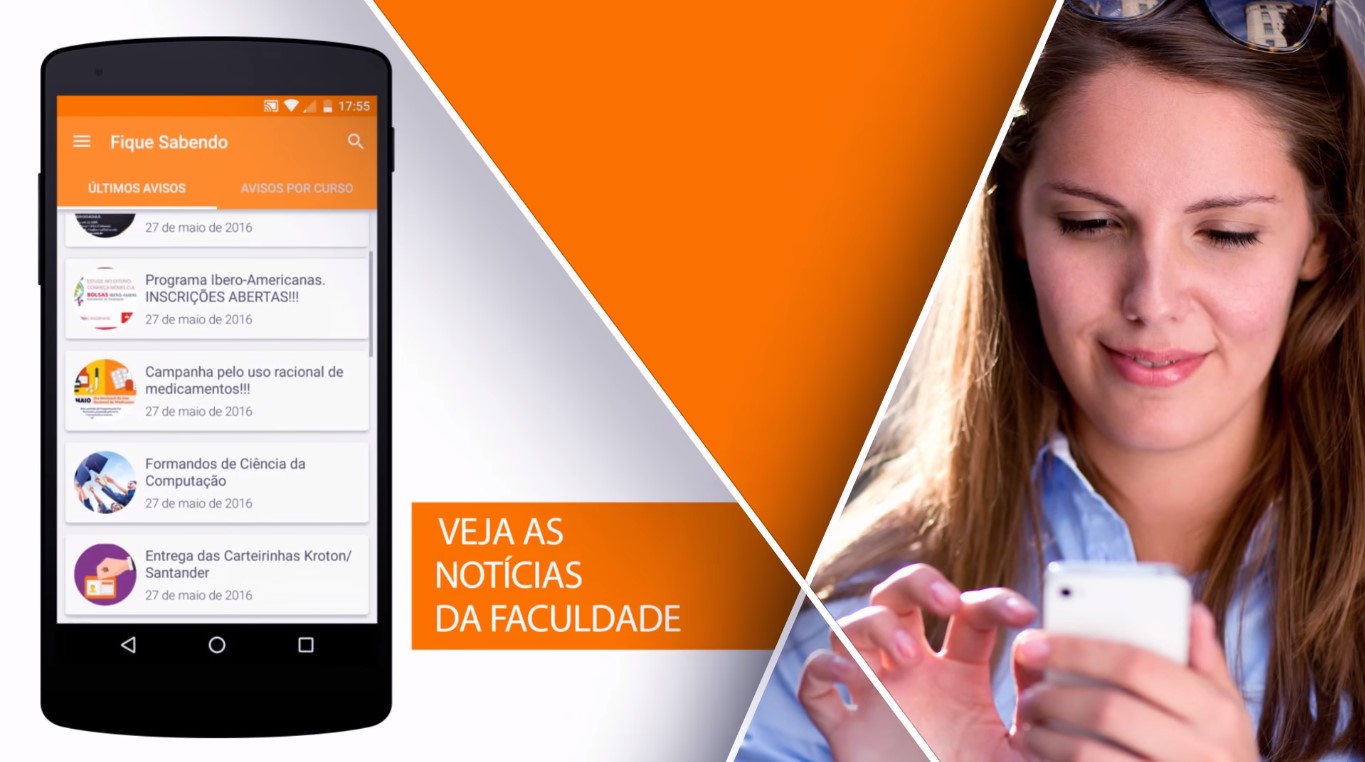 17:55
Fique Sabendo
ÚLTIMOS AVISOS
AVISOS POR CURSO
27 de maio de 2016
Programa Ibero-Americanas.
INSCRIÇÕES ABERTAS!!!
27 de maio de 2016
Campanha pelo uso racional de
medicamentos!!!
27 de maio de 2016
MAIO
Formandos de Ciência da
Computação
27 de maio de 2016
Entrega das Carteirinhas Kroton/
Santander
27 de maio de 2016
VEJA AS
NOTÍCIAS
DA FACULDADE